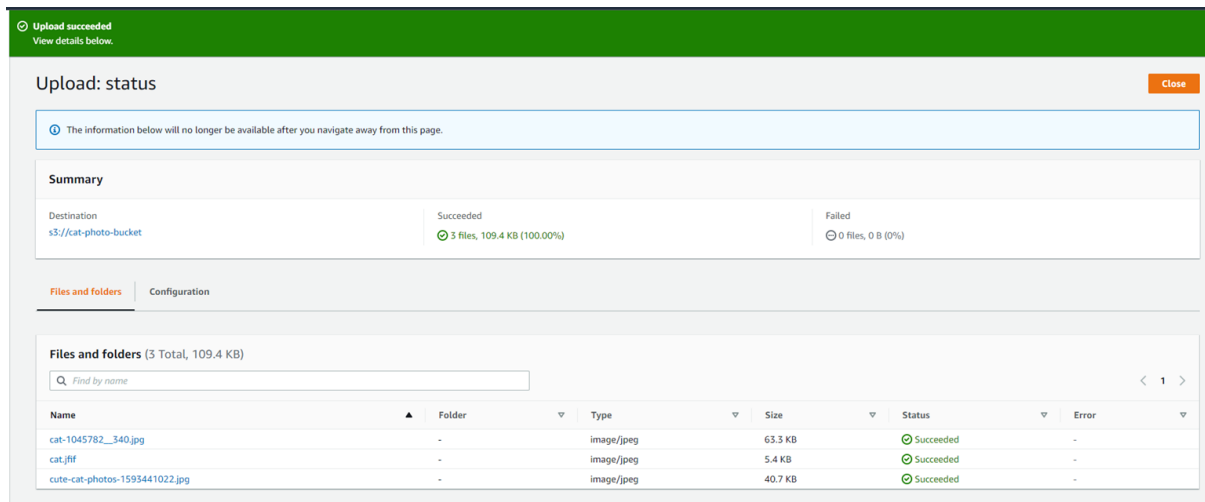 Upload succeeded
View details below.
Upload: status
Close
The information below will no longer be available after you navigate away from this page.
Summary
Destination Succeeded Failed
s3://cat-photo-bucket 3 files, 109.4 KB (100.00%) 0 files, 0 B (0%)
Files and folders Configuration
Files and folders (3 Total, 109.4 KB)
Find by name 1
Name Folder Type Size Status Error
cat-1045782__340.jpg - image/jpeg 63.3 KB Succeeded -
cat.jfif - image/jpeg 5.4 KB Succeeded -
cute-cat-photos-1593441022.jpg - image/jpeg 40.7 KB Succeeded -